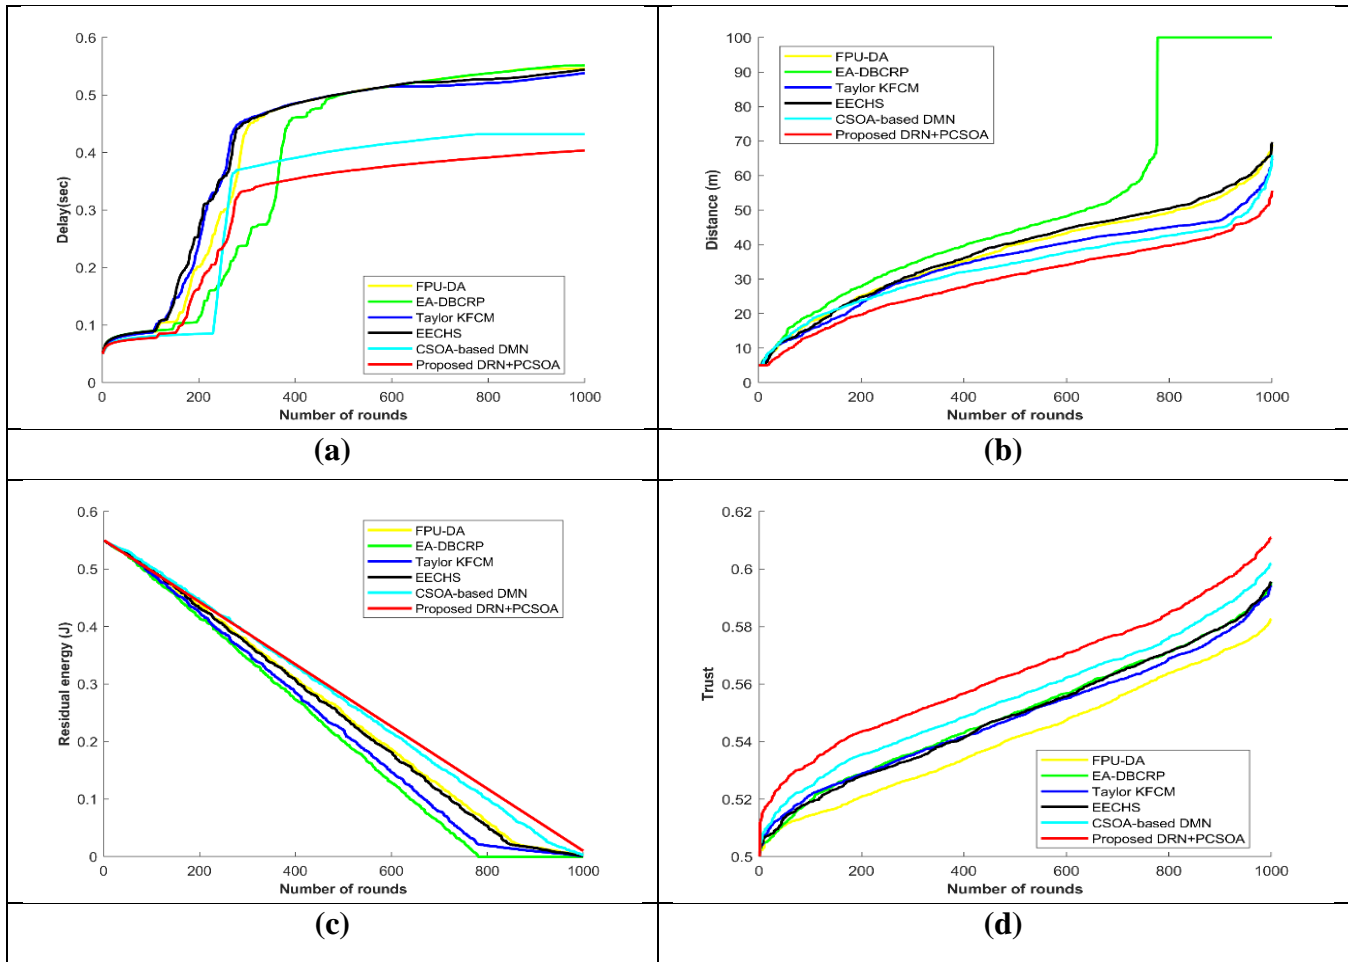 0.6
0.5
0.4
0.3
0.2
0.1
0
Delay(sec)
FPU-DA
EA-DBCRP
Taylor KFCM
EECHS
CSOA-based DMN
Proposed DRN+PCSOA
0 200 400 600 800 1000
Number of rounds
(a)
100
90
80
70
60
50
40
30
20
10
0
Distance (m)
FPU-DA
EA-DBCRP
Taylor KFCM
EECHS
CSOA-based DMN
Proposed DRN+PCSOA
0 200 400 600 800 1000
Number of rounds
(b)
0.6
0.5
0.4
0.3
0.2
0.1
0
Residual energy (J)
FPU-DA
EA-DBCRP
Taylor KFCM
EECHS
CSOA-based DMN
Proposed DRN+PCSOA
0 200 400 600 800 1000
Number of rounds
(c)
0.62
0.6
0.58
0.56
0.54
0.52
0.5
Trust
FPU-DA
EA-DBCRP
Taylor KFCM
EECHS
CSOA-based DMN
Proposed DRN+PCSOA
0 200 400 600 800 1000
Number of rounds
(d)